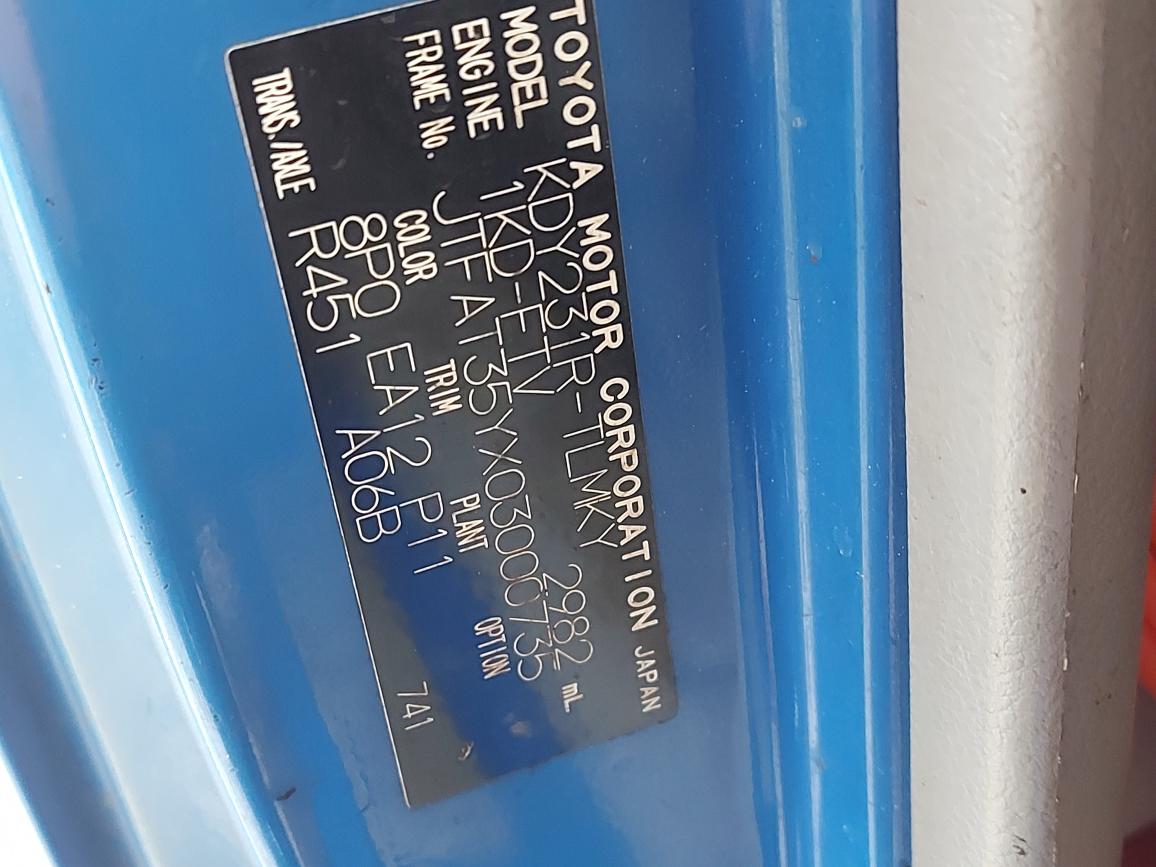 TOYOTA MOTOR CORPORATION JAPAN
MODEL KDY231R-TLMKY
ENGINE 1KD-FTV 2982 mL
FRAME No. JTFAT35YX03000735
COLOR TRIM PLANT OPTION
8P0 EA12 P11
TRANS./AXLE R451 A06B 741